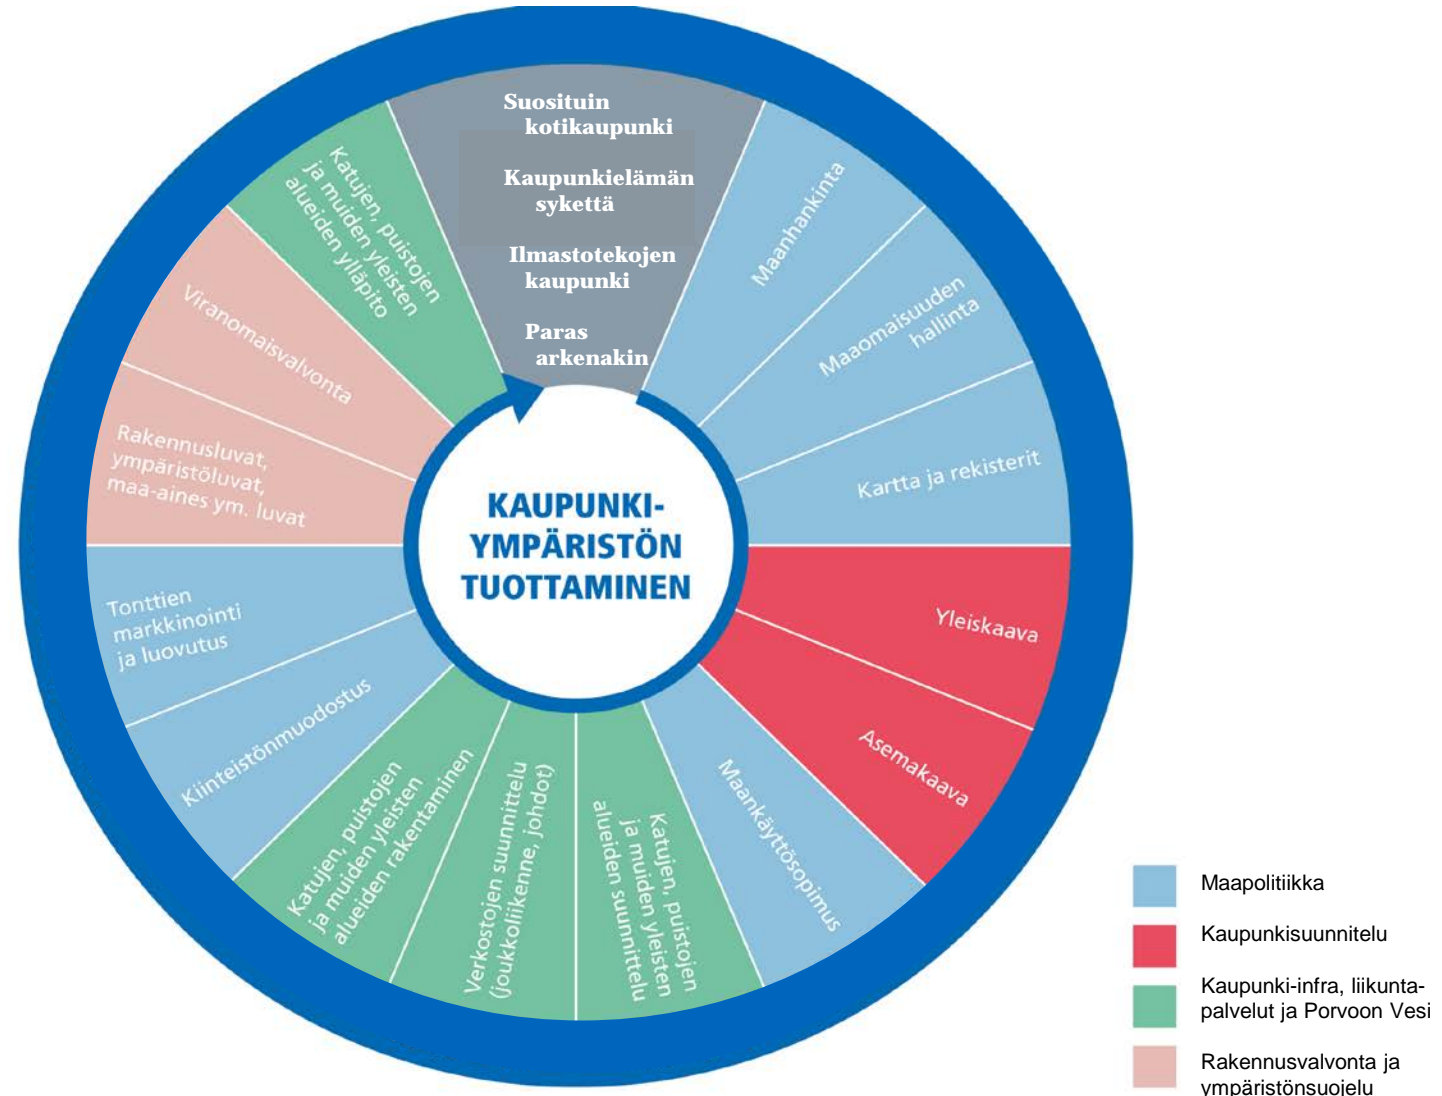 Suosituin
kotikaupunki
Kaupunkielämän
sykettä
Ilmastotekojen
kaupunki
Paras
arkenakin
Maanhankinta
Maaomaisuuden
hallinta
Kartta ja rekisterit
Yleiskaava
Asemakaava
Maankäyttösopimus
Katujen, puistojen
ja muiden yleisten
alueiden suunnittelu
Verkostojen suunnittelu
(joukkoliikenne, johdot)
Katujen, puistojen
ja muiden yleisten
alueiden rakentaminen
Kiinteistönmuodostus
Tonttien
markkinointi
ja luovutus
Rakennusluvat,
ympäristöluvat,
maa-aines ym. luvat
Viranomaisvalvonta
Katujen, puistojen
ja muiden yleisten
alueiden ylläpito
KAUPUNKI-
YMPÄRISTÖN
TUOTTAMINEN
Maapolitiikka
Kaupunkisuunnitelu
Kaupunki-infra, liikunta-
palvelut ja Porvoon Vesi
Rakennusvalvonta ja
ympäristönsuojelu